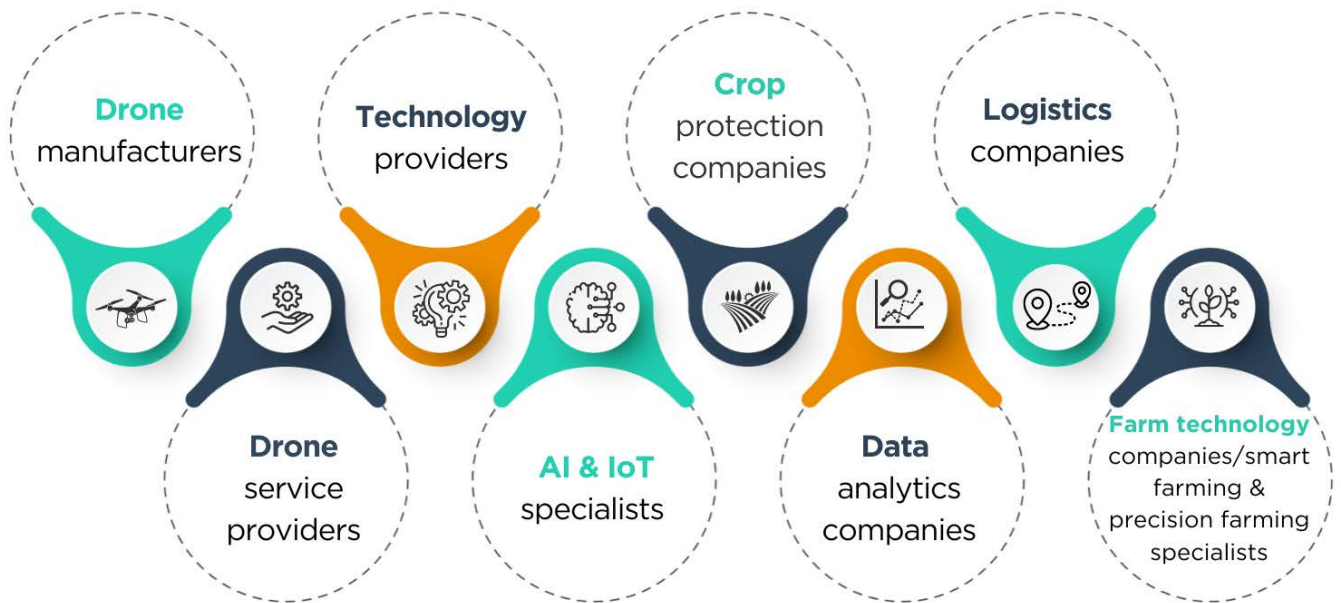 Drone
manufacturers
Drone
service
providers
Technology
providers
AI & IoT
specialists
Crop
protection
companies
Data
analytics
companies
Logistics
companies
Farm technology
companies/smart
farming &
precision farming
specialists